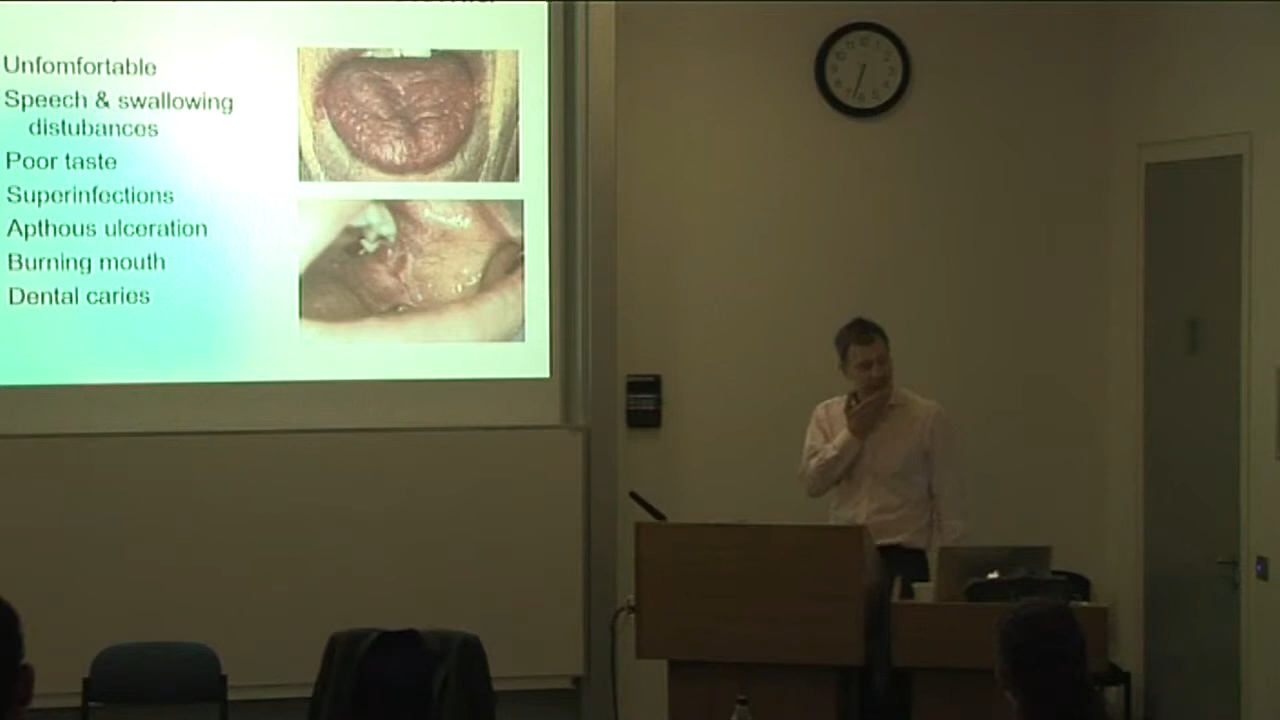 Unfomfortable
Speech & swallowing
distubances
Poor taste
Superinfections
Apthous ulceration
Burning mouth
Dental caries